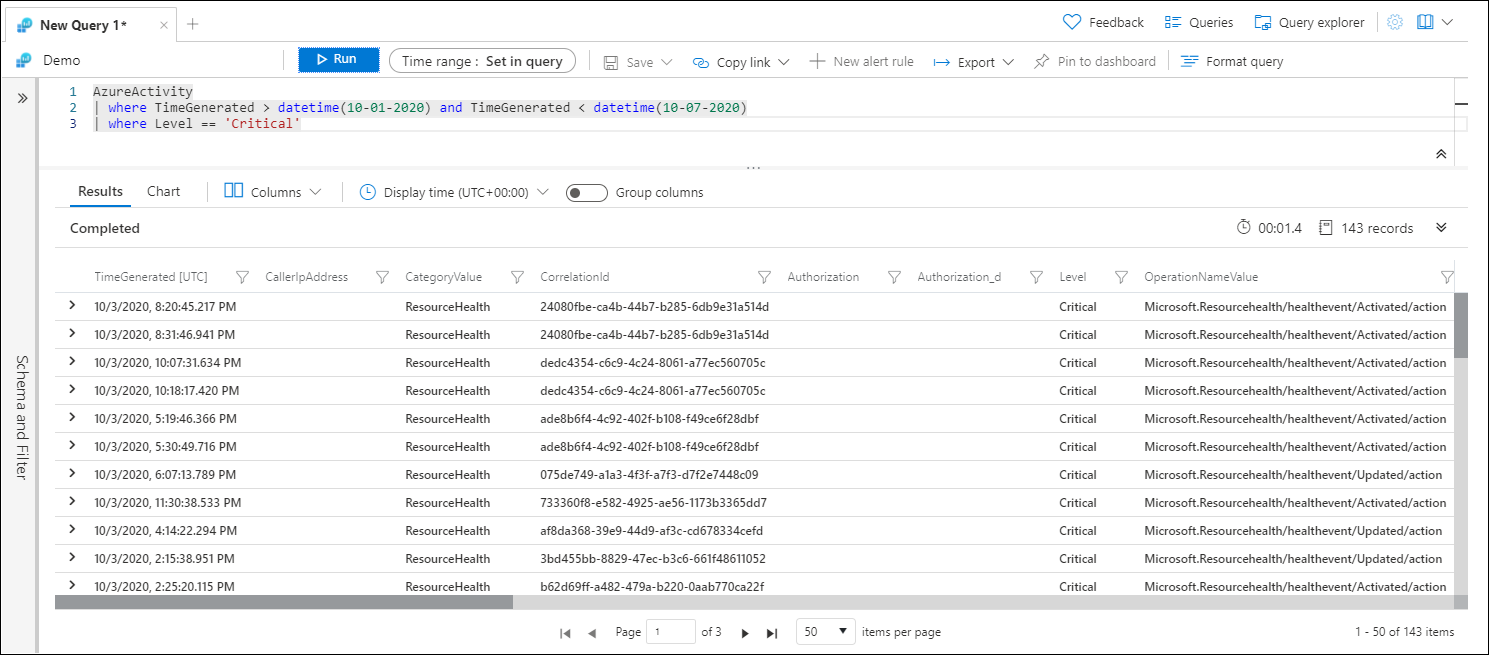 New Query 1*
Feedback Queries Query explorer
Demo Run Time range : Set in query Save Copy link New alert rule Export Pin to dashboard Format query
1 AzureActivity
2 | where TimeGenerated > datetime(10-01-2020) and TimeGenerated < datetime(10-07-2020)
3 | where Level == 'Critical'
Schema and Filter
Results Chart Columns Display time (UTC+00:00) Group columns
Completed 00:01.4 143 records
TimeGenerated [UTC] CallerIpAddress CategoryValue CorrelationId Authorization Authorization_d Level OperationNameValue
10/3/2020, 8:20:45.217 PM ResourceHealth 24080fbe-ca4b-44b7-b285-6db9e31a514d Critical Microsoft.Resourcehealth/healthevent/Activated/action
10/3/2020, 8:31:46.941 PM ResourceHealth 24080fbe-ca4b-44b7-b285-6db9e31a514d Critical Microsoft.Resourcehealth/healthevent/Activated/action
10/3/2020, 10:07:31.634 PM ResourceHealth dedc4354-c6c9-4c24-8061-a77ec560705c Critical Microsoft.Resourcehealth/healthevent/Activated/action
10/3/2020, 10:18:17.420 PM ResourceHealth dedc4354-c6c9-4c24-8061-a77ec560705c Critical Microsoft.Resourcehealth/healthevent/Activated/action
10/3/2020, 5:19:46.366 PM ResourceHealth ade8b6f4-4c92-402f-b108-f49ce6f28dbf Critical Microsoft.Resourcehealth/healthevent/Activated/action
10/3/2020, 5:30:49.716 PM ResourceHealth ade8b6f4-4c92-402f-b108-f49ce6f28dbf Critical Microsoft.Resourcehealth/healthevent/Activated/action
10/3/2020, 6:07:13.789 PM ResourceHealth 075de749-a1a3-4f3f-a7f3-d7f2e7448c09 Critical Microsoft.Resourcehealth/healthevent/Updated/action
10/3/2020, 11:30:38.533 PM ResourceHealth 733360f8-e582-4925-ae56-1173b3365dd7 Critical Microsoft.Resourcehealth/healthevent/Activated/action
10/3/2020, 4:14:22.294 PM ResourceHealth af8da368-39e9-44d9-af3c-cd678334cefd Critical Microsoft.Resourcehealth/healthevent/Updated/action
10/3/2020, 2:15:38.951 PM ResourceHealth 3bd455bb-8829-47ec-b3c6-661f48611052 Critical Microsoft.Resourcehealth/healthevent/Updated/action
10/3/2020, 2:25:20.115 PM ResourceHealth b62d69ff-a482-479a-b220-0aab770ca22f Critical Microsoft.Resourcehealth/healthevent/Activated/action
Page 1 of 3 50 items per page 1 - 50 of 143 items